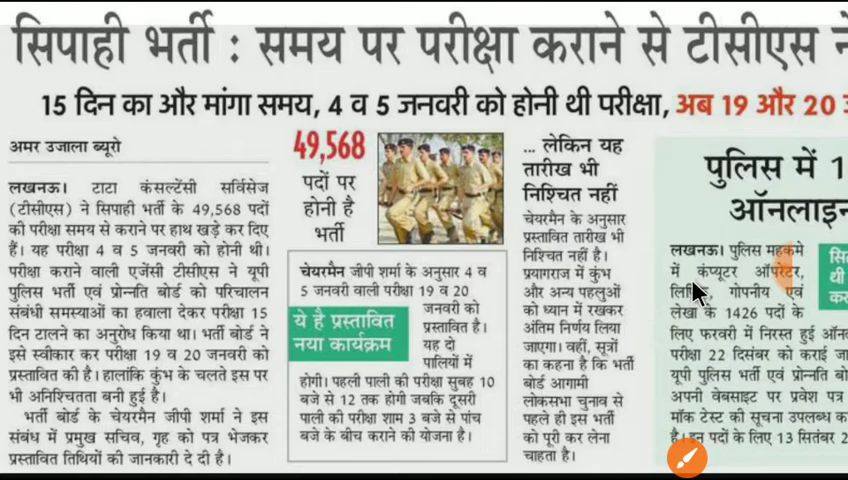 सिपाही भर्ती : समय पर परीक्षा कराने से टीसीएस ने
15 दिन का और मांगा समय, 4 व 5 जनवरी को होनी थी परीक्षा, अब 19 और 20
अमर उजाला ब्यूरो
लखनऊ। टाटा कंसल्टेंसी सर्विसेज
(टीसीएस) ने सिपाही भर्ती के 49,568 पदों
की परीक्षा समय से कराने पर हाथ खड़े कर दिए
हैं। यह परीक्षा 4 व 5 जनवरी को होनी थी।
परीक्षा कराने वाली एजेंसी टीसीएस ने यूपी
पुलिस भर्ती एवं प्रोन्नति बोर्ड को परिचालन
संबंधी समस्याओं का हवाला देकर परीक्षा 15
दिन टालने का अनुरोध किया था। भर्ती बोर्ड ने
इसे स्वीकार कर परीक्षा 19 व 20 जनवरी को
प्रस्तावित की है। हालांकि कुंभ के चलते इस पर
भी अनिश्चितता बनी हुई है।
भर्ती बोर्ड के चेयरमैन जीपी शर्मा ने इस
संबंध में प्रमुख सचिव, गृह को पत्र भेजकर
प्रस्तावित तिथियों की जानकारी दे दी है।
49,568
पदों पर
होनी है
भर्ती
चेयरमैन जीपी शर्मा के अनुसार 4 व
5 जनवरी वाली परीक्षा 19 व 20
ये है प्रस्तावित
नया कार्यक्रम
जनवरी को
प्रस्तावित है।
यह दो
पालियों में
होगी। पहली पाली की परीक्षा सुबह 10
बजे से 12 तक होगी जबकि दूसरी
पाली की परीक्षा शाम 3 बजे से पांच
बजे के बीच कराने की योजना है।
... लेकिन यह
तारीख भी
निश्चित नहीं
चेयरमैन के अनुसार
प्रस्तावित तारीख भी
निश्चित नहीं है।
प्रयागराज में कुंभ
और अन्य पहलुओं
को ध्यान में रखकर
अंतिम निर्णय लिया
जाएगा। वहीं, सूत्रों
का कहना है कि भर्ती
बोर्ड आगामी
लोकसभा चुनाव से
पहले ही इस भर्ती
को पूरी कर लेना
चाहता है।
पुलिस में 1
ऑनलाइन
लखनऊ। पुलिस महकमे
में कंप्यूटर ऑपरेटर,
गोपनीय एवं
लेखा के 1426 पदों के
लिए फरवरी में निरस्त हुई
परीक्षा 22 दिसंबर को कराई
यूपी पुलिस भर्ती एवं प्रोन्नति
अपनी वेबसाइट पर प्रवेश पत्र
मॉक टेस्ट की सूचना उपलब्ध
है। इन पदों के लिए 13 सितंबर
थी